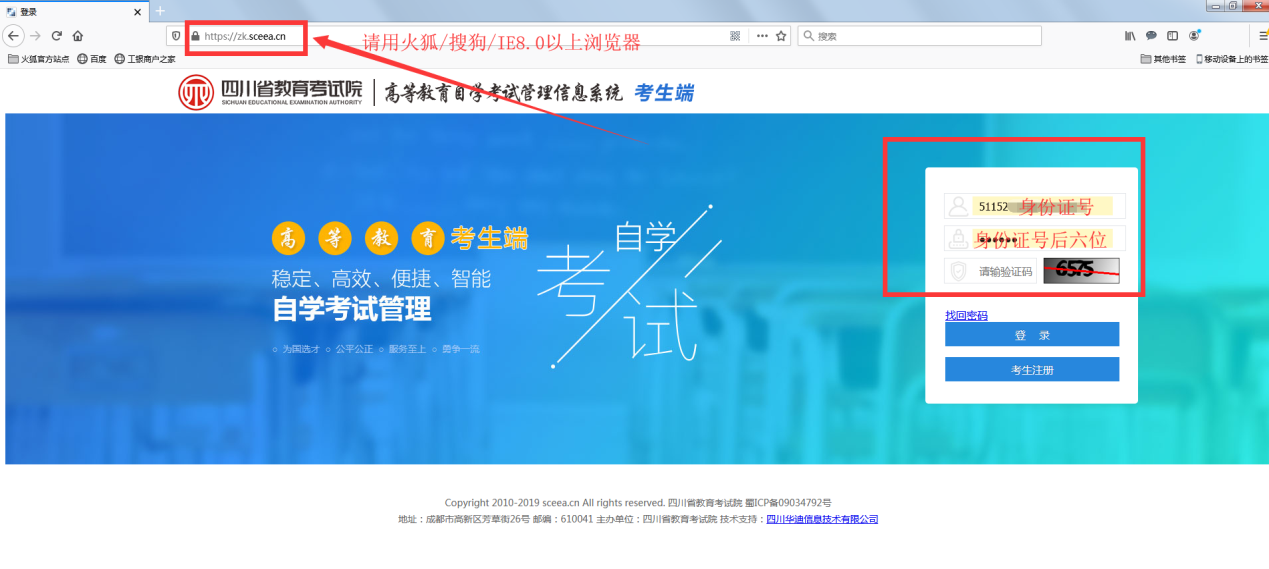 登录
https://zk.sceea.cn
搜索
请用火狐/搜狗/IE8.0以上浏览器
火狐官方站点 百度 工银商户之家
其他书签 移动设备上的书签
四川省教育考试院
SICHUAN EDUCATIONAL EXAMINATION AUTHORITY
高等教育自学考试管理信息系统 考生端
51152 身份证号
身份证号后六位
请输验证码 6575
找回密码
登 录
考生注册
高等教育考生端
稳定、高效、便捷、智能
自学考试管理
○ 为国选才 ○ 公平公正 ○ 服务至上 ○ 勇争一流
自学
考试
Copyright 2010-2019 sceea.cn All rights reserved. 四川省教育考试院 蜀ICP备09034792号
地址：成都市高新区芳草街26号 邮编：610041 主办单位：四川省教育考试院 技术支持：四川华迪信息技术有限公司